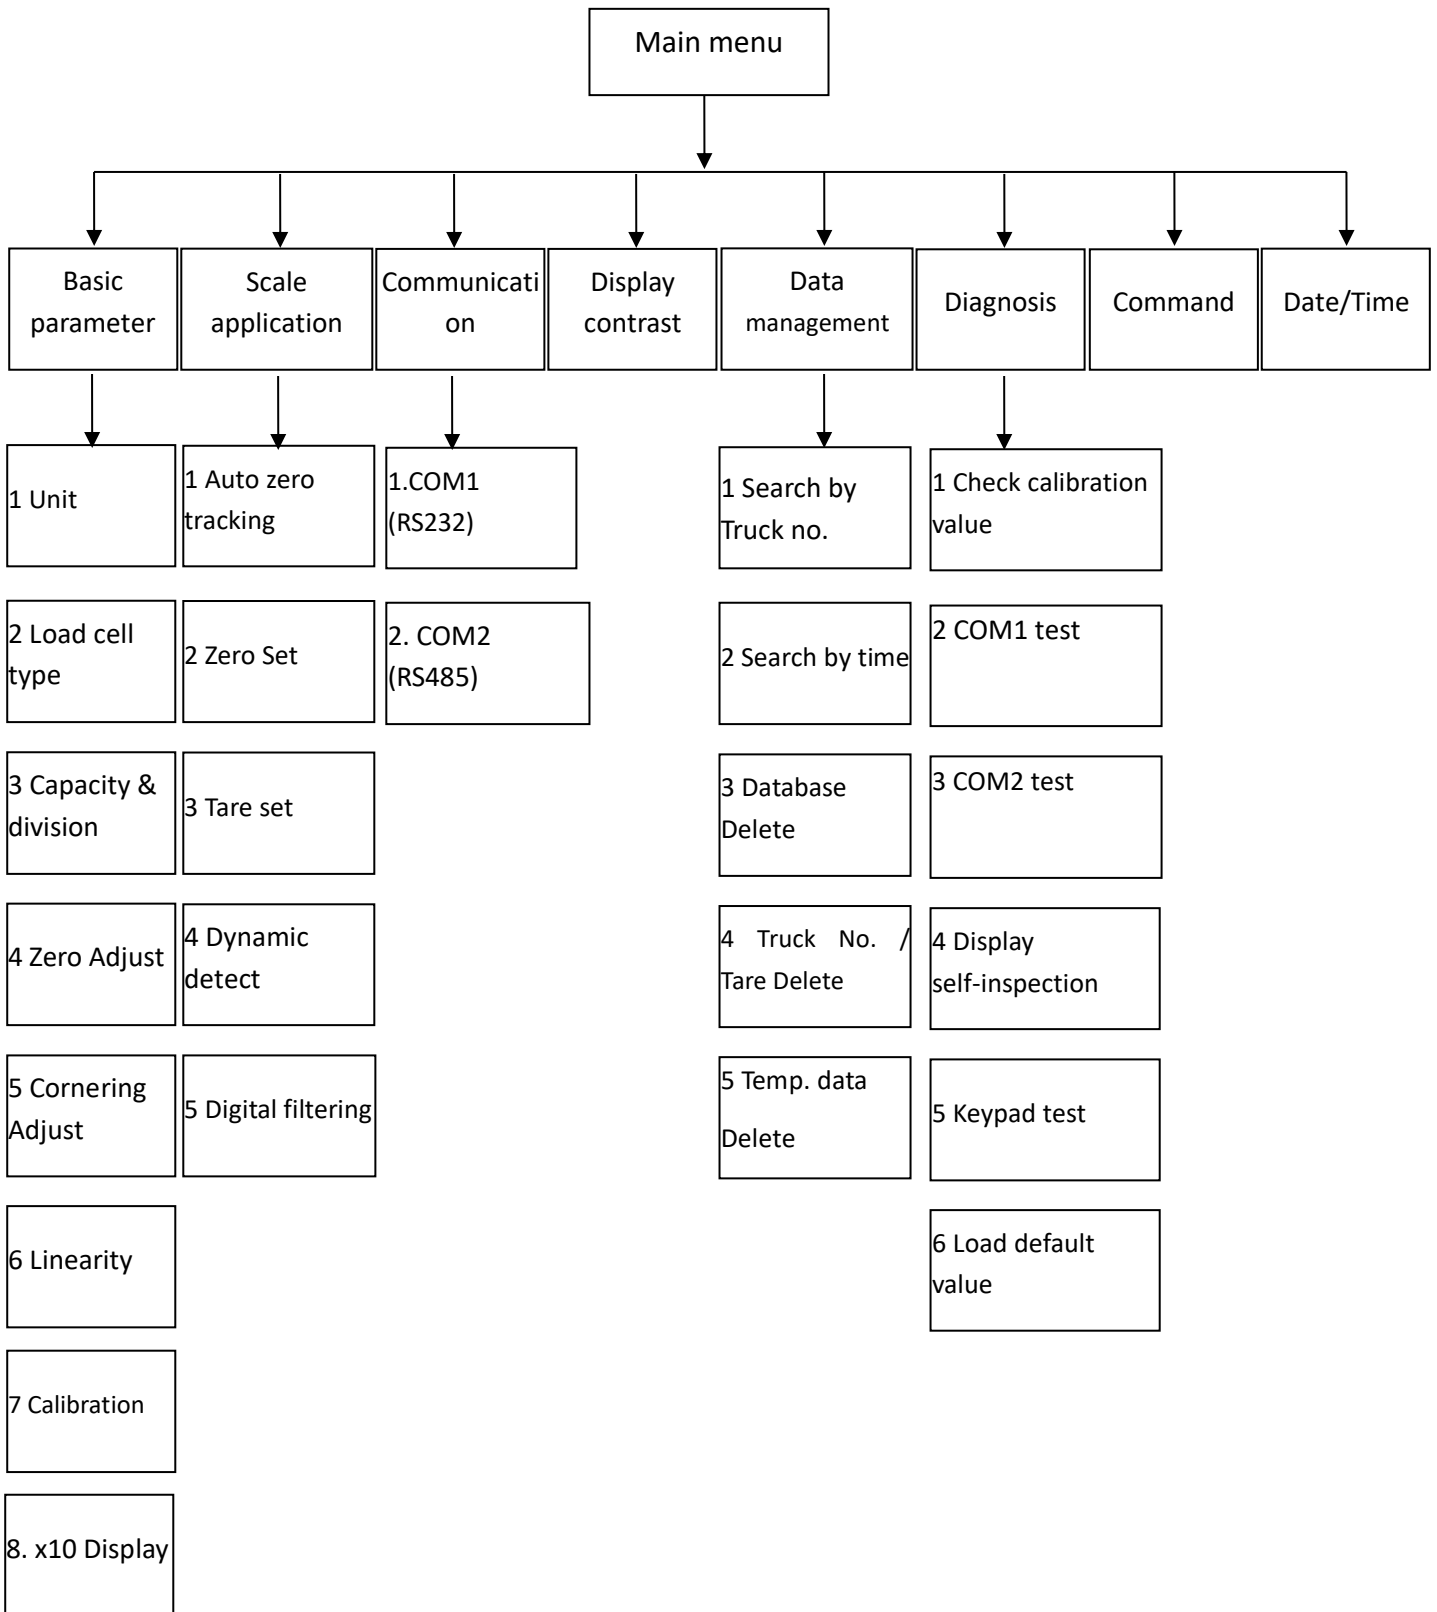 Main menu
Basic
parameter
Scale
application
Communicati
on
Display
contrast
Data
management
Diagnosis
Command
Date/Time
1 Unit
2 Load cell
type
3 Capacity &
division
4 Zero Adjust
5 Cornering
Adjust
6 Linearity
7 Calibration
8. x10 Display
1 Auto zero
tracking
2 Zero Set
3 Tare set
4 Dynamic
detect
5 Digital filtering
1.COM1
(RS232)
2. COM2
(RS485)
1 Search by
Truck no.
2 Search by time
3 Database
Delete
4 Truck No. /
Tare Delete
5 Temp. data
Delete
1 Check calibration
value
2 COM1 test
3 COM2 test
4 Display
self-inspection
5 Keypad test
6 Load default
value